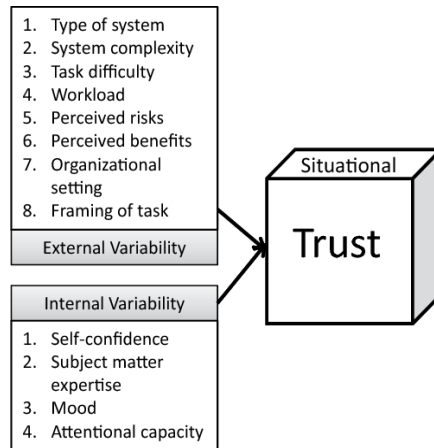 1. Type of system
2. System complexity
3. Task difficulty
4. Workload
5. Perceived risks
6. Perceived benefits
7. Organizational
setting
8. Framing of task
External Variability
Internal Variability
1. Self-confidence
2. Subject matter
expertise
3. Mood
4. Attentional capacity
Situational
Trust